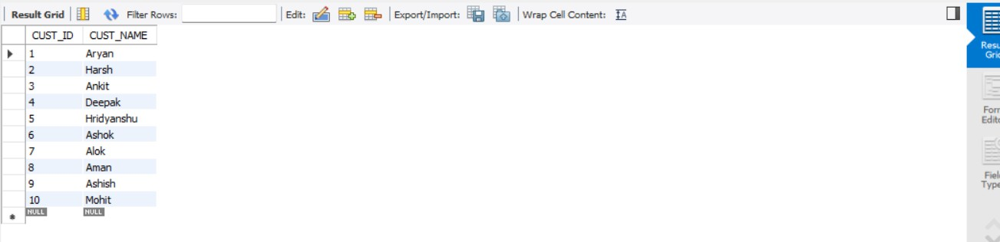 Result Grid Filter Rows: Edit: Export/Import: Wrap Cell Content: IA
CUST_ID CUST_NAME
1 Aryan
2 Harsh
3 Ankit
4 Deepak
5 Hridyanshu
6 Ashok
7 Alok
8 Aman
9 Ashish
10 Mohit
NULL NULL
Resu
Grid
Forr
Edito
Fiel
Type